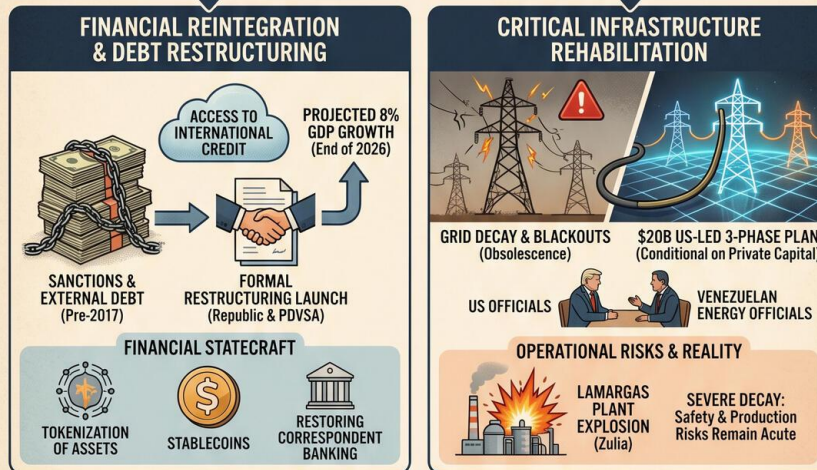 FINANCIAL REINTEGRATION
& DEBT RESTRUCTURING
ACCESS TO
INTERNATIONAL
CREDIT
PROJECTED 8%
GDP GROWTH
(End of 2026)
SANCTIONS &
EXTERNAL DEBT
(Pre-2017)
FORMAL
RESTRUCTURING LAUNCH
(Republic & PDVSA)
FINANCIAL STATECRAFT
TOKENIZATION
OF ASSETS
$
STABLECOINS
RESTORING
CORRESPONDENT
BANKING
CRITICAL INFRASTRUCTURE
REHABILITATION
!
GRID DECAY & BLACKOUTS
(Obsolescence)
$20B US-LED 3-PHASE PLAN
(Conditional on Private Capital)
US OFFICIALS
VENEZUELAN
ENERGY OFFICIALS
OPERATIONAL RISKS & REALITY
LAMARGAS
PLANT
EXPLOSION
(Zulia)
SEVERE DECAY:
Safety & Production
Risks Remain Acute